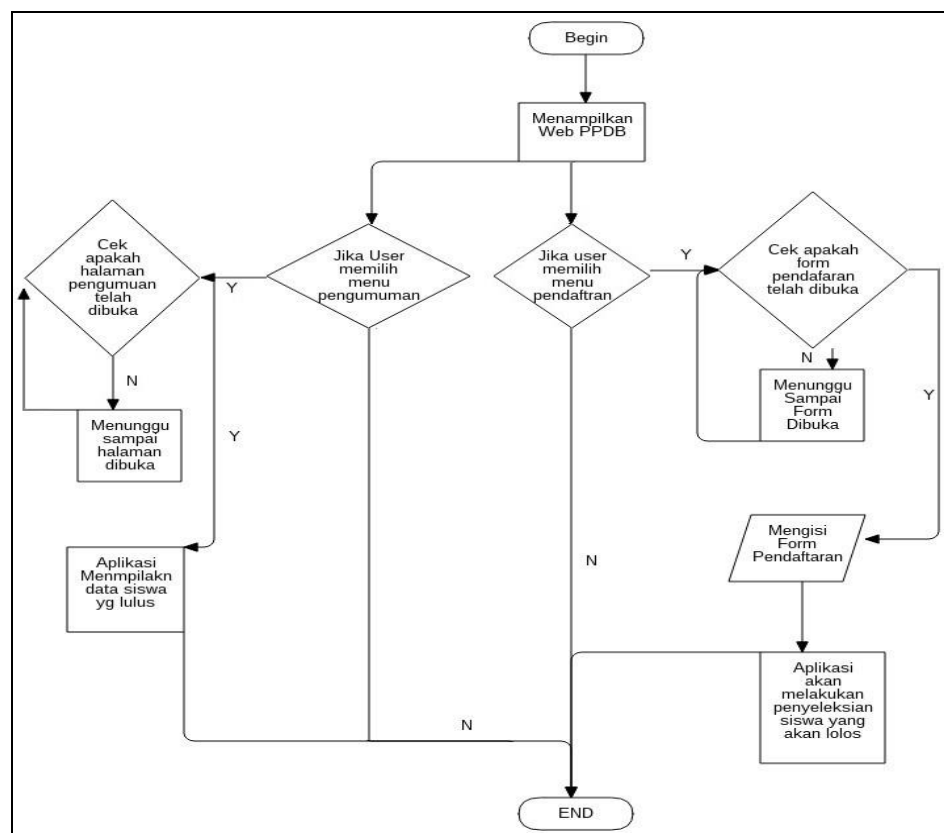 Begin
Menampilkan
Web PPDB
Cek
apakah
halaman
pengumuan
telah
dibuka
Y
Jika User
memilih
menu
pengumuman
Jika user
memilih
menu
pendaftran
Y
Cek apakah
form
pendafaran
telah dibuka
N
Menunggu
sampai
halaman
dibuka
Y
N
Menunggu
Sampai
Form
Dibuka
Y
Aplikasi
Menmpilakn
data siswa
yg lulus
N
Mengisi
Form
Pendaftaran
Aplikasi
akan
melakukan
penyeleksian
siswa yang
akan lolos
N
END